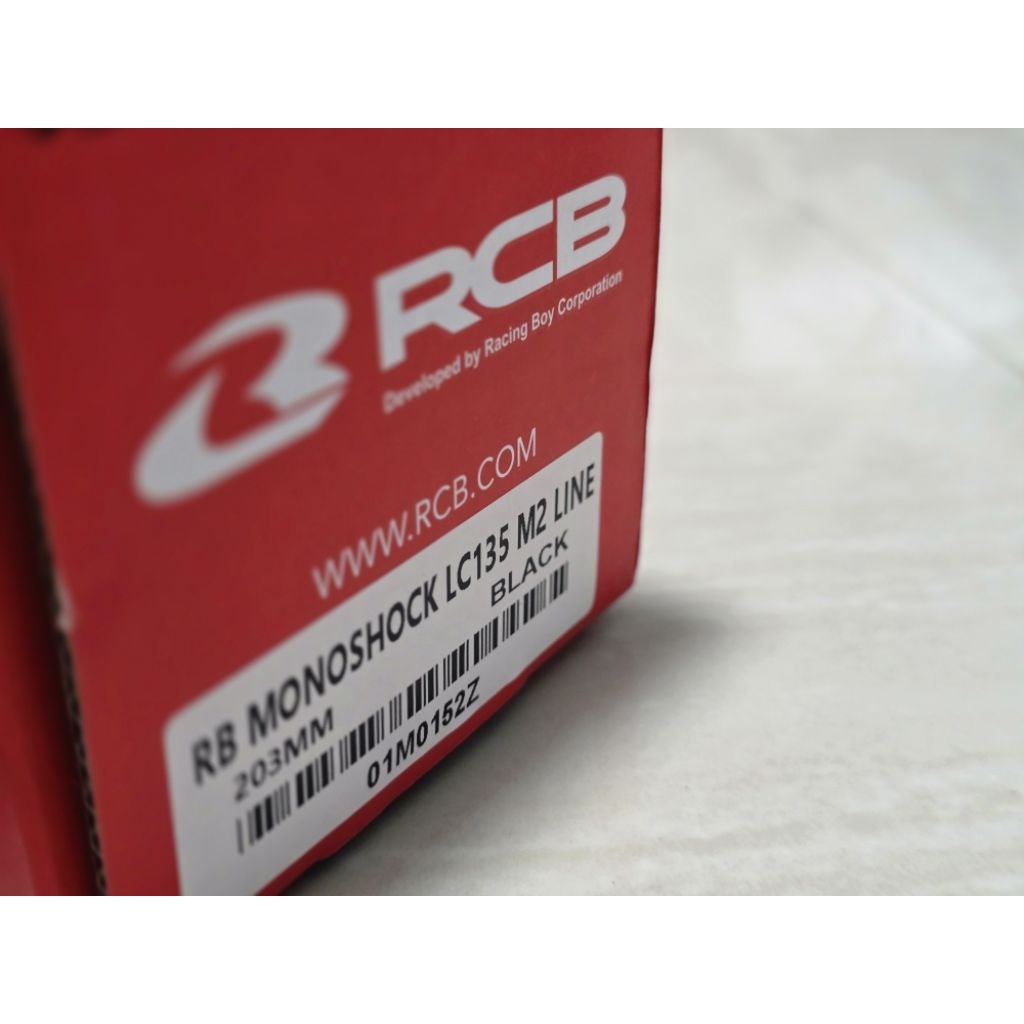 RCB
Developed by Racing Boy Corporation
WWW.RCB.COM
RB MONOSHOCK LC135 M2 LINE
203MM BLACK
01M0152Z